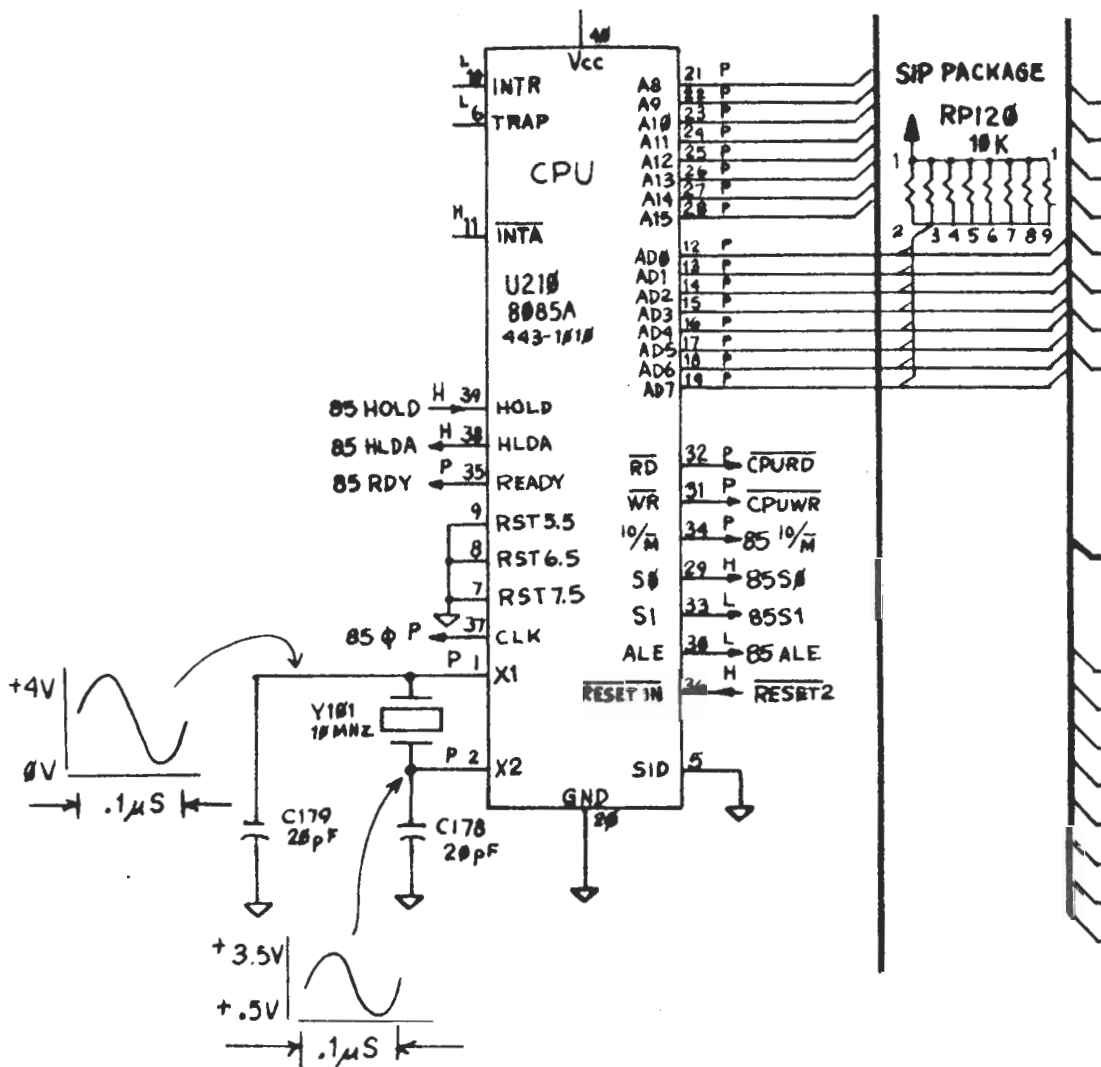 40
Vcc
L
10 INTR
L
6 TRAP
CPU
H
11 INTA
U210
8085A
443-1010
85 HOLD H 39 HOLD
85 HLDA H 38 HLDA
85 RDY P 35 READY
9 RST5.5
8 RST6.5
7 RST7.5
85 Φ P 37 CLK
P 1 X1
Y101
10MHZ
P 2 X2
GND
20
A8 21 P
A9 22
A10 23 P
A11 24
A12 25 P
A13 26
A14 27
A15 28 P
AD0 12 P
AD1 13
AD2 14 P
AD3 15
AD4 16 P
AD5 17
AD6 18
AD7 19 P
RD 32 P CPURD
WR 31 P CPUWR
IO/M 34 P 85 IO/M
S0 29 H 85S0
S1 33 L 85S1
ALE 30 L 85 ALE
RESET IN 36 H RESET2
SID 5
SIP PACKAGE
RP120
10K
1 1
2 3 4 5 6 7 8 9
+4V
0V
.1μS
C179
20pF
C178
20pF
+3.5V
+.5V
.1μS